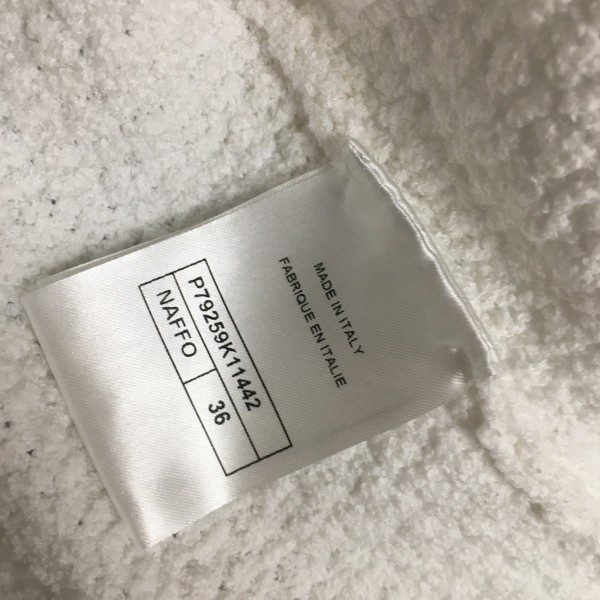 MADE IN ITALY
FABRIQUE EN ITALIE
P79259K11442
NAFFO 36